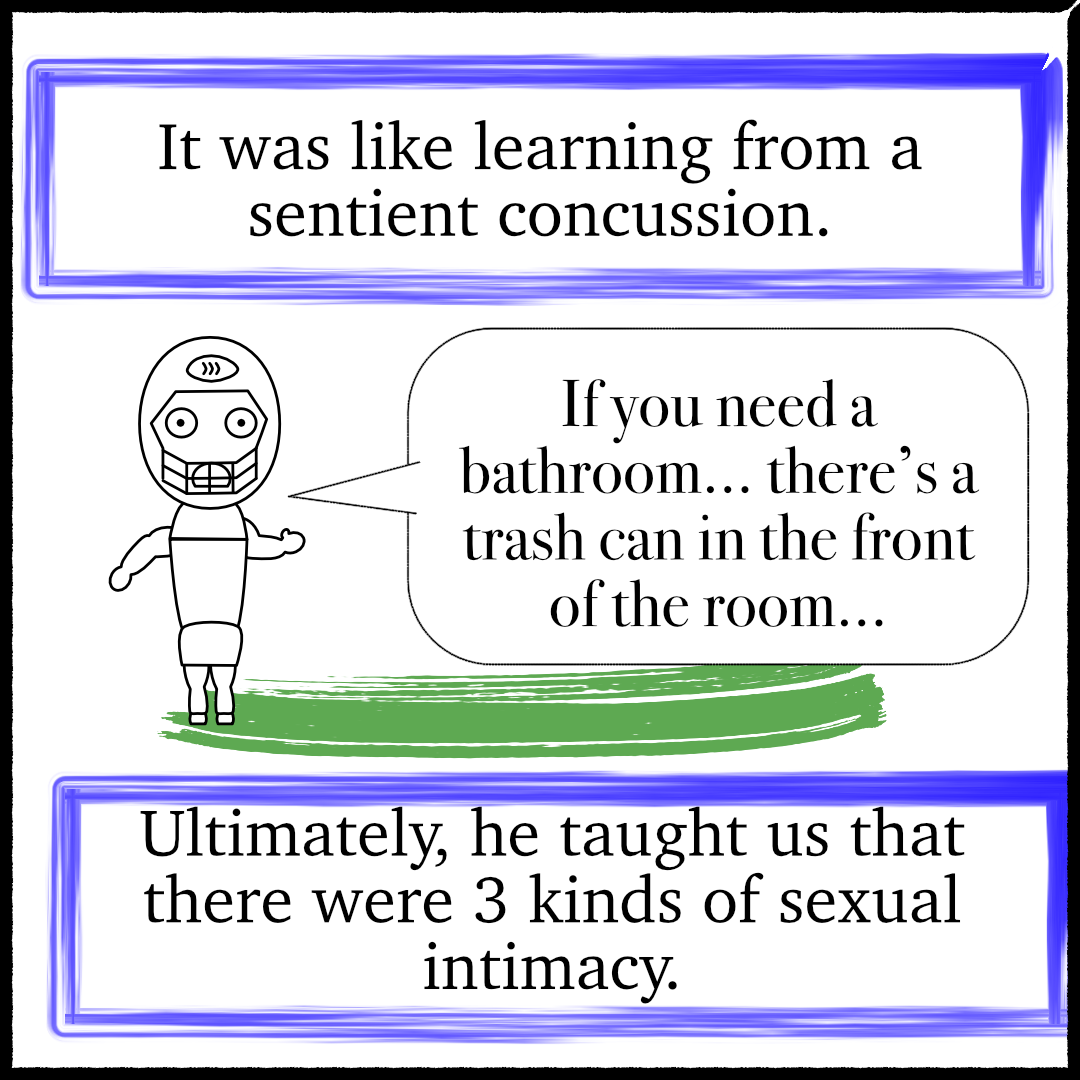 It was like learning from a
sentient concussion.
If you need a
bathroom... there's a
trash can in the front
of the room...
Ultimately, he taught us that
there were 3 kinds of sexual
intimacy.